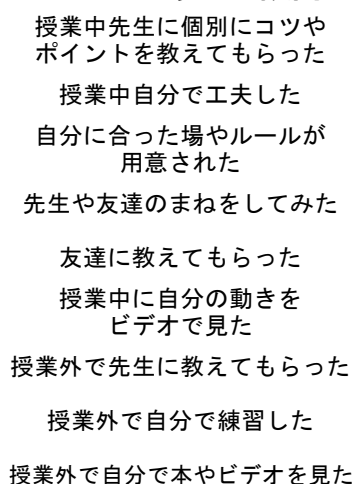 授業中先生に個別にコツや
ポイントを教えてもらった
授業中自分で工夫した
自分に合った場やルールが
用意された
先生や友達のまねをしてみた
友達に教えてもらった
授業中に自分の動きを
ビデオで見た
授業外で先生に教えてもらった
授業外で自分で練習した
授業外で自分で本やビデオを見た